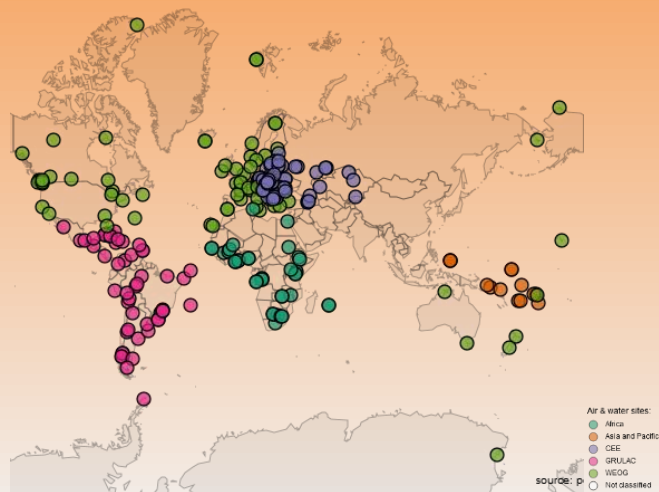 Air & water sites:
Africa
Asia and Pacific
CEE
GRULAC
WEOG
source:
Not classified